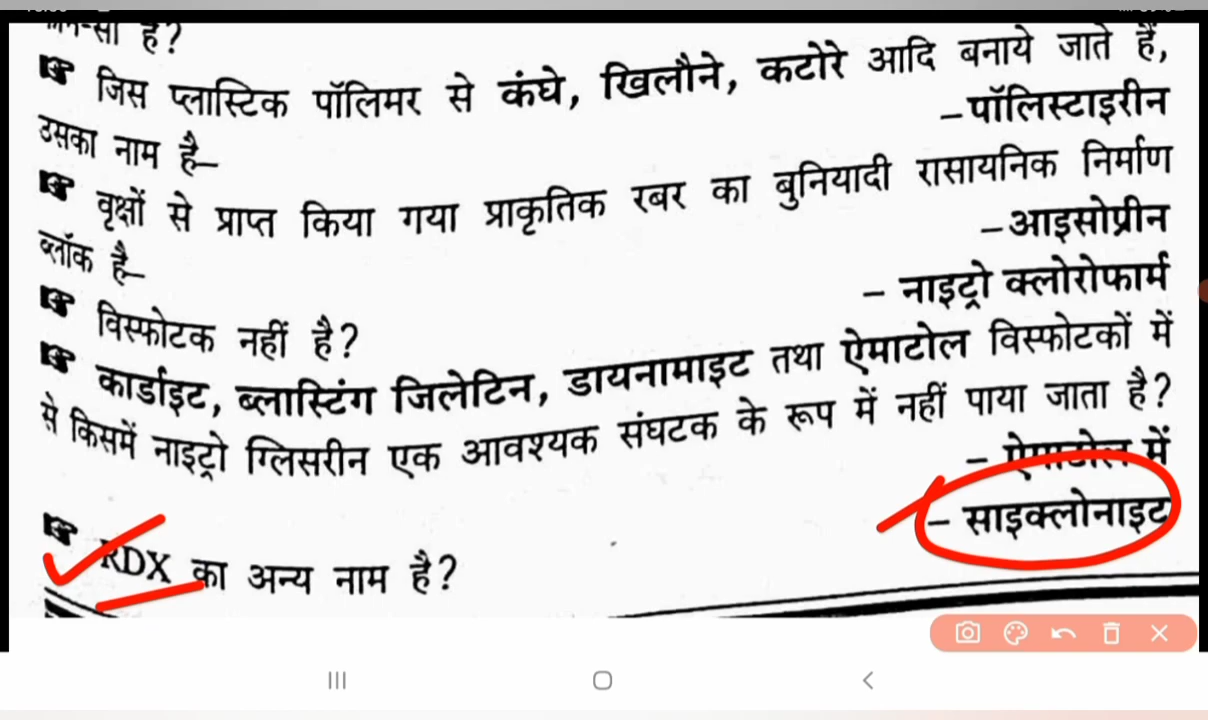 है?
☞ जिस प्लास्टिक पॉलिमर से कंघे, खिलौने, कटोरे आदि बनाये जाते हैं,
उसका नाम है– –पॉलिस्टाइरीन
☞ वृक्षों से प्राप्त किया गया प्राकृतिक रबर का बुनियादी रासायनिक निर्माण
ब्लॉक है– –आइसोप्रीन
☞ विस्फोटक नहीं है? – नाइट्रो क्लोरोफार्म
☞ कार्डाइट, ब्लास्टिंग जिलेटिन, डायनामाइट तथा ऐमाटोल विस्फोटकों में
से किसमें नाइट्रो ग्लिसरीन एक आवश्यक संघटक के रूप में नहीं पाया जाता है?
– ऐमाटोल में
☞ RDX का अन्य नाम है? – साइक्लोनाइट